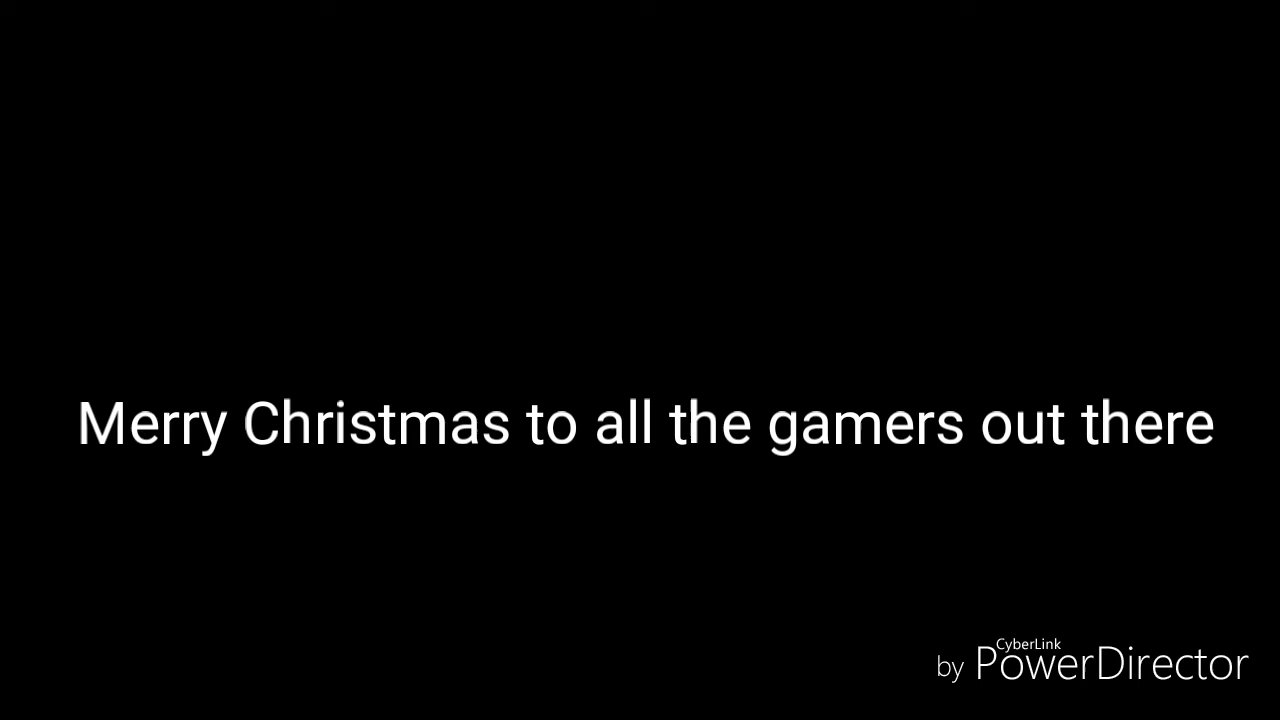 Merry Christmas to all the gamers out there
CyberLink
by PowerDirector